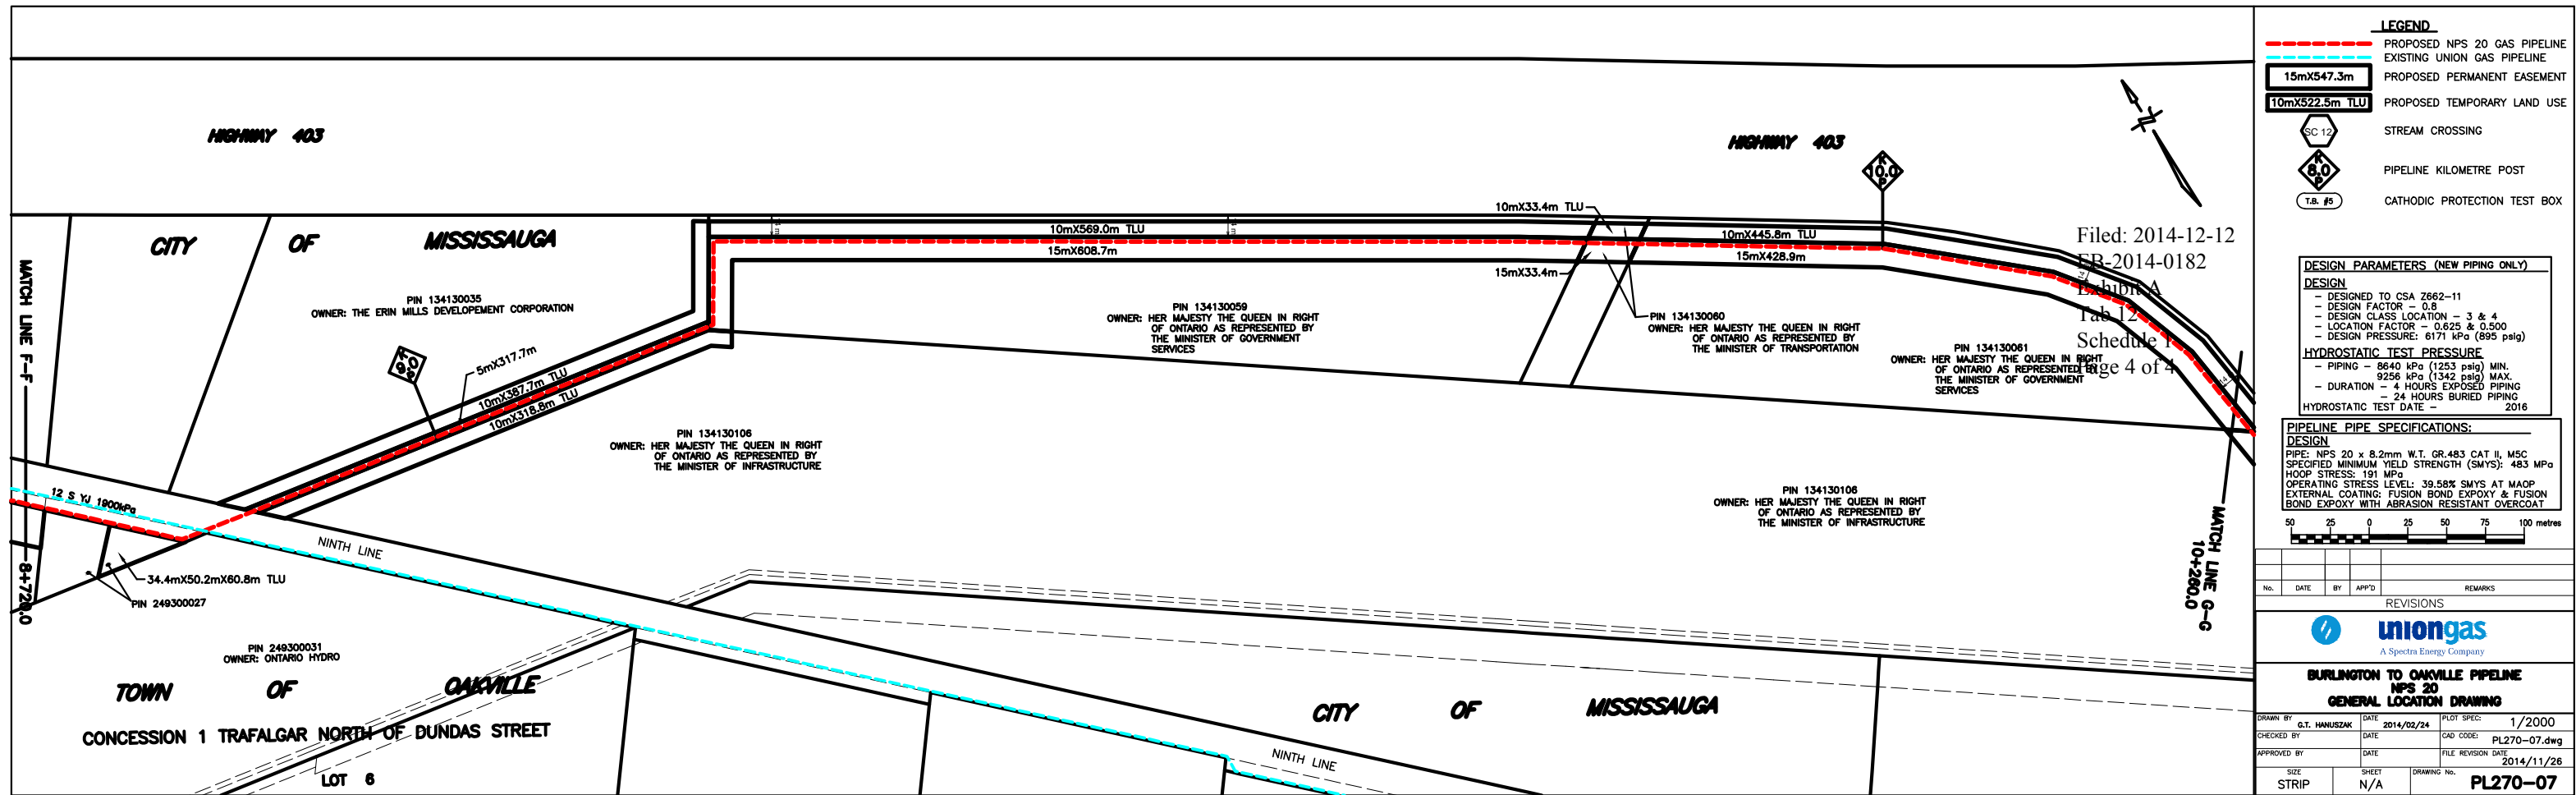 HIGHWAY 403
HIGHWAY 403
K
10.0
P
CITY OF MISSISSAUGA
MATCH LINE F-F
8+720.0
PIN 134130035
OWNER: THE ERIN MILLS DEVELOPEMENT CORPORATION
K
9.0
P
5mX317.7m
10mX387.7m TLU
10mX318.8m TLU
10mX569.0m TLU
15mX608.7m
10mX33.4m TLU
15mX33.4m
10mX445.8m TLU
15mX428.9m
PIN 134130059
OWNER: HER MAJESTY THE QUEEN IN RIGHT
OF ONTARIO AS REPRESENTED BY
THE MINISTER OF GOVERNMENT
SERVICES
PIN 134130060
OWNER: HER MAJESTY THE QUEEN IN RIGHT
OF ONTARIO AS REPRESENTED BY
THE MINISTER OF TRANSPORTATION
PIN 134130061
OWNER: HER MAJESTY THE QUEEN IN RIGHT
OF ONTARIO AS REPRESENTED BY
THE MINISTER OF GOVERNMENT
SERVICES
Filed: 2014-12-12
EB-2014-0182
Exhibit A
Tab 12
Schedule 1
Page 4 of 4
PIN 134130106
OWNER: HER MAJESTY THE QUEEN IN RIGHT
OF ONTARIO AS REPRESENTED BY
THE MINISTER OF INFRASTRUCTURE
PIN 134130106
OWNER: HER MAJESTY THE QUEEN IN RIGHT
OF ONTARIO AS REPRESENTED BY
THE MINISTER OF INFRASTRUCTURE
12 S YJ 1900kPa
NINTH LINE
34.4mX50.2mX60.8m TLU
PIN 249300027
MATCH LINE G-G
10+260.0
PIN 249300031
OWNER: ONTARIO HYDRO
TOWN OF OAKVILLE
CONCESSION 1 TRAFALGAR NORTH OF DUNDAS STREET
LOT 6
CITY OF MISSISSAUGA
NINTH LINE
LEGEND
PROPOSED NPS 20 GAS PIPELINE
EXISTING UNION GAS PIPELINE
15mX547.3m PROPOSED PERMANENT EASEMENT
10mX522.5m TLU PROPOSED TEMPORARY LAND USE
SC 12 STREAM CROSSING
K
8.0 PIPELINE KILOMETRE POST
P
T.B. #5 CATHODIC PROTECTION TEST BOX
DESIGN PARAMETERS (NEW PIPING ONLY)
DESIGN
- DESIGNED TO CSA Z662-11
- DESIGN FACTOR - 0.8
- DESIGN CLASS LOCATION - 3 & 4
- LOCATION FACTOR - 0.625 & 0.500
- DESIGN PRESSURE: 6171 kPa (895 psig)
HYDROSTATIC TEST PRESSURE
- PIPING - 8640 kPa (1253 psig) MIN.
9256 kPa (1342 psig) MAX.
- DURATION - 4 HOURS EXPOSED PIPING
- 24 HOURS BURIED PIPING
HYDROSTATIC TEST DATE - 2016
PIPELINE PIPE SPECIFICATIONS:
DESIGN
PIPE: NPS 20 x 8.2mm W.T. GR.483 CAT II, M5C
SPECIFIED MINIMUM YIELD STRENGTH (SMYS): 483 MPa
HOOP STRESS: 191 MPa
OPERATING STRESS LEVEL: 39.58% SMYS AT MAOP
EXTERNAL COATING: FUSION BOND EXPOXY & FUSION
BOND EXPOXY WITH ABRASION RESISTANT OVERCOAT
50 25 0 25 50 75 100 metres
No. DATE BY APP'D REMARKS
REVISIONS
uniongas
A Spectra Energy Company
BURLINGTON TO OAKVILLE PIPELINE
NPS 20
GENERAL LOCATION DRAWING
DRAWN BY G.T. HANUSZAK DATE 2014/02/24 PLOT SPEC: 1/2000
CHECKED BY DATE CAD CODE: PL270-07.dwg
APPROVED BY DATE FILE REVISION DATE 2014/11/26
SIZE STRIP SHEET N/A DRAWING No. PL270-07